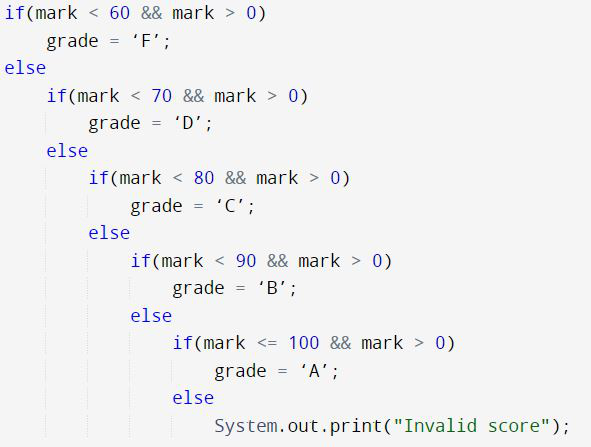 if(mark < 60 && mark > 0)
    grade = ‘F’;
else
    if(mark < 70 && mark > 0)
        grade = ‘D’;
    else
        if(mark < 80 && mark > 0)
            grade = ‘C’;
        else
            if(mark < 90 && mark > 0)
                grade = ‘B’;
            else
                if(mark <= 100 && mark > 0)
                    grade = ‘A’;
                else
                    System.out.print("Invalid score");